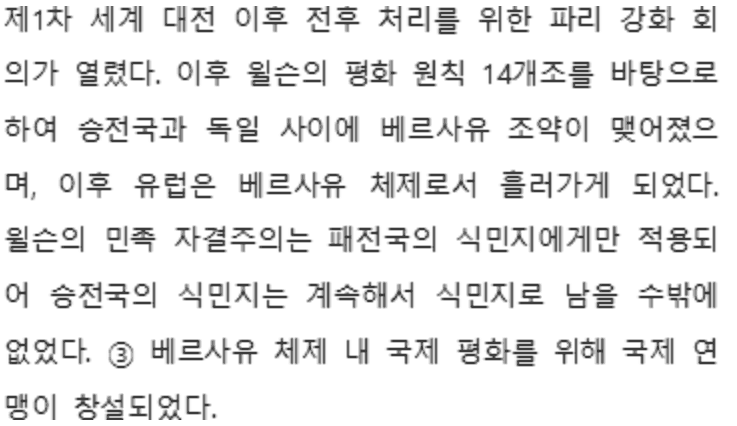 제1차 세계 대전 이후 전후 처리를 위한 파리 강화 회
의가 열렸다. 이후 윌슨의 평화 원칙 14개조를 바탕으로
하여 승전국과 독일 사이에 베르사유 조약이 맺어졌으
며, 이후 유럽은 베르사유 체제로서 흘러가게 되었다.
윌슨의 민족 자결주의는 패전국의 식민지에게만 적용되
어 승전국의 식민지는 계속해서 식민지로 남을 수밖에
없었다. ③ 베르사유 체제 내 국제 평화를 위해 국제 연
맹이 창설되었다.